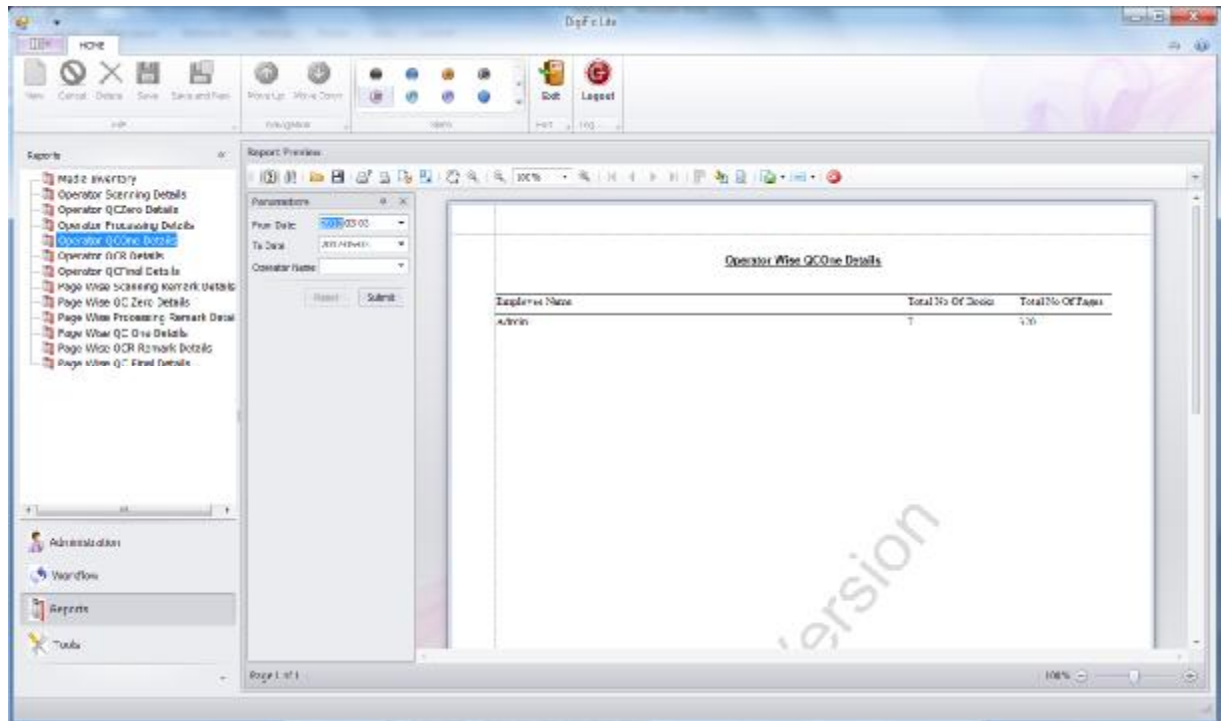 HOME
New Cancel Delete Save Save and New
Move Up Move Down
Exit Logout
Edit
Navigation
Reports
Report Preview
Operator Scanning Details
Operator QCZero Details
Operator Processing Details
Operator QCOne Details
Operator OCR Details
Operator QCFinal Details
Page Wise Scanning Remark Details
Page Wise QC Zero Details
Page Wise Processing Remark Detai
Page Wise QC One Details
Page Wise OCR Remark Details
Page Wise QC Final Details
Administration
Workflow
Reports
Tools
100%
Parameters
From Date
To Date
Operator Name
Reset Submit
Operator Wise QCOne Details
Employee Name Total No Of Books Total No Of Pages
Admin 7
Version
Page 1 of 1
100%